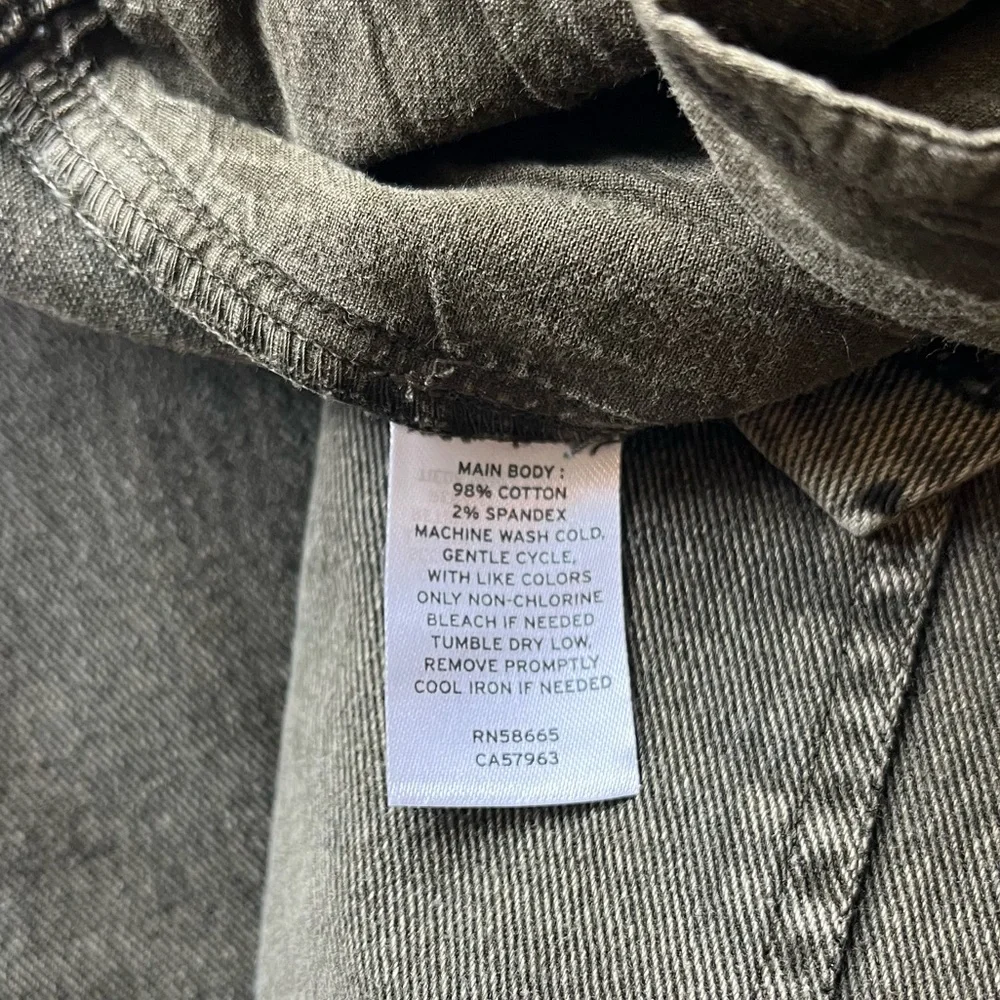 MAIN BODY :
98% COTTON
2% SPANDEX
MACHINE WASH COLD,
GENTLE CYCLE,
WITH LIKE COLORS
ONLY NON-CHLORINE
BLEACH IF NEEDED
TUMBLE DRY LOW,
REMOVE PROMPTLY
COOL IRON IF NEEDED
RN58665
CA57963